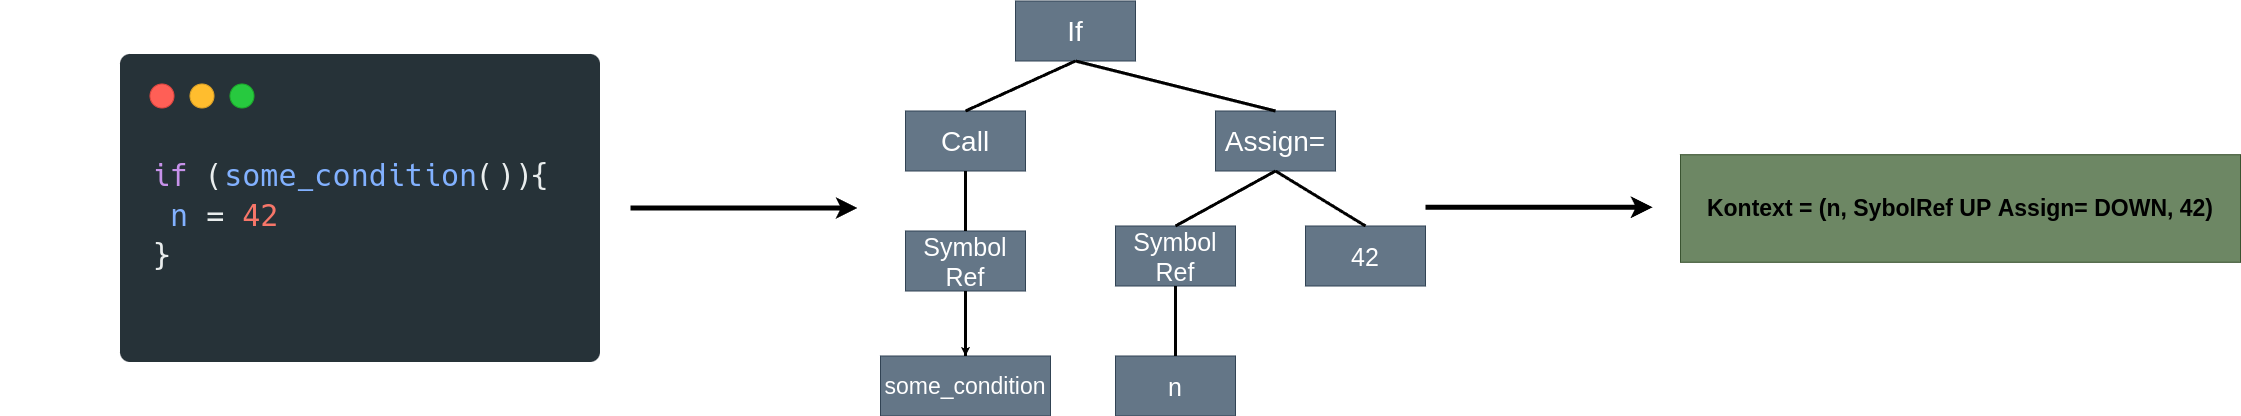 if (some_condition()){
n = 42
}
If
Call
Assign=
Symbol
Ref
Symbol
Ref
42
some_condition
n
Kontext = (n, SybolRef UP Assign= DOWN, 42)